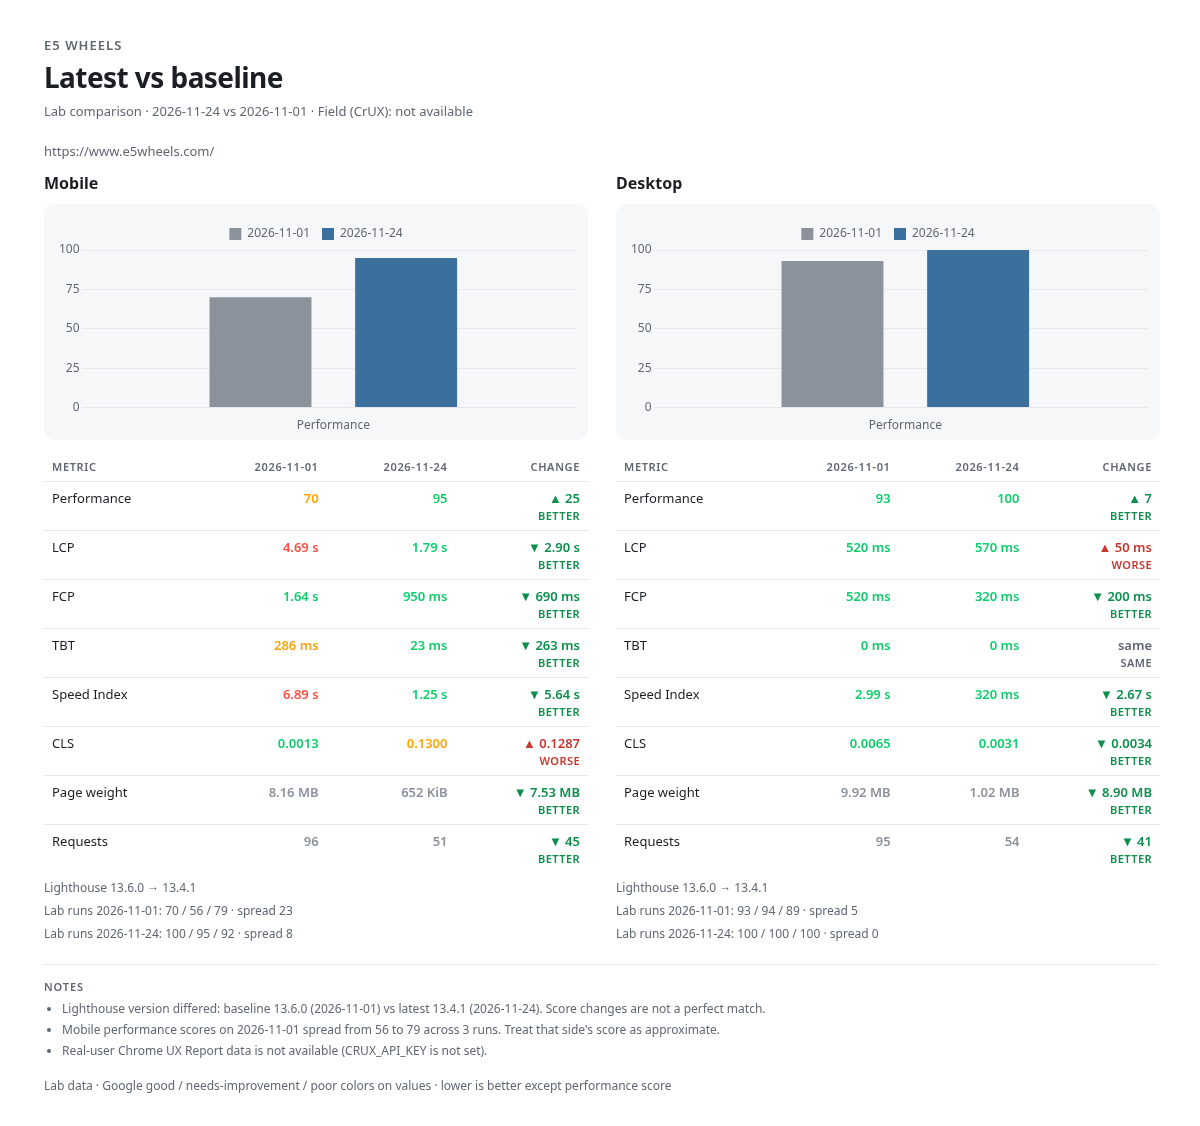 E5 WHEELS
Latest vs baseline
Lab comparison · 2026-11-24 vs 2026-11-01 · Field (CrUX): not available
https://www.e5wheels.com/
Mobile
2026-11-01 2026-11-24
100
75
50
25
0
Performance
METRIC 2026-11-01 2026-11-24 CHANGE
Performance 70 95 ▲ 25
BETTER
LCP 4.69 s 1.79 s ▼ 2.90 s
BETTER
FCP 1.64 s 950 ms ▼ 690 ms
BETTER
TBT 286 ms 23 ms ▼ 263 ms
BETTER
Speed Index 6.89 s 1.25 s ▼ 5.64 s
BETTER
CLS 0.0013 0.1300 ▲ 0.1287
WORSE
Page weight 8.16 MB 652 KiB ▼ 7.53 MB
BETTER
Requests 96 51 ▼ 45
BETTER
Lighthouse 13.6.0 → 13.4.1
Lab runs 2026-11-01: 70 / 56 / 79 · spread 23
Lab runs 2026-11-24: 100 / 95 / 92 · spread 8
Desktop
2026-11-01 2026-11-24
100
75
50
25
0
Performance
METRIC 2026-11-01 2026-11-24 CHANGE
Performance 93 100 ▲ 7
BETTER
LCP 520 ms 570 ms ▲ 50 ms
WORSE
FCP 520 ms 320 ms ▼ 200 ms
BETTER
TBT 0 ms 0 ms same
SAME
Speed Index 2.99 s 320 ms ▼ 2.67 s
BETTER
CLS 0.0065 0.0031 ▼ 0.0034
BETTER
Page weight 9.92 MB 1.02 MB ▼ 8.90 MB
BETTER
Requests 95 54 ▼ 41
BETTER
Lighthouse 13.6.0 → 13.4.1
Lab runs 2026-11-01: 93 / 94 / 89 · spread 5
Lab runs 2026-11-24: 100 / 100 / 100 · spread 0
NOTES
• Lighthouse version differed: baseline 13.6.0 (2026-11-01) vs latest 13.4.1 (2026-11-24). Score changes are not a perfect match.
• Mobile performance scores on 2026-11-01 spread from 56 to 79 across 3 runs. Treat that side's score as approximate.
• Real-user Chrome UX Report data is not available (CRUX_API_KEY is not set).
Lab data · Google good / needs-improvement / poor colors on values · lower is better except performance score